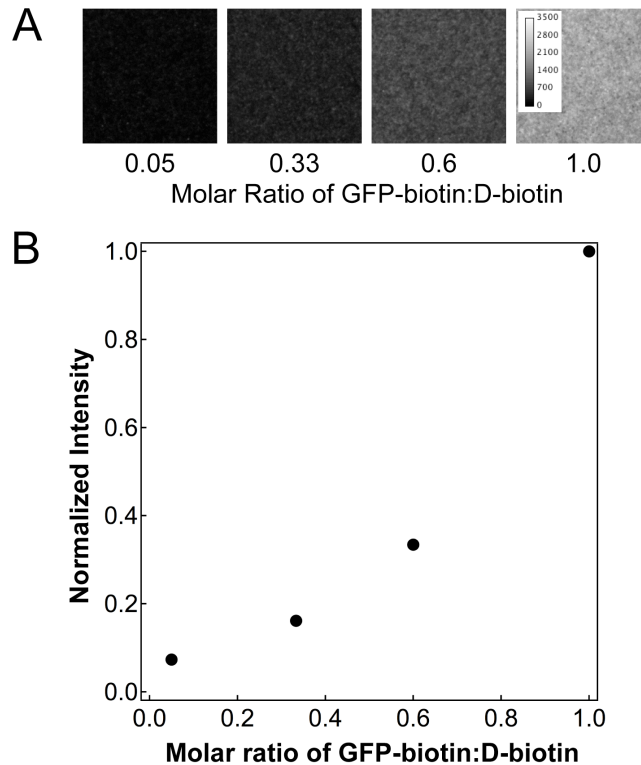 A
3500
2800
2100
1400
700
0
0.05 0.33 0.6 1.0
Molar Ratio of GFP-biotin:D-biotin
B
Normalized Intensity
1.0
0.8
0.6
0.4
0.2
0.0
0.0 0.2 0.4 0.6 0.8 1.0
Molar ratio of GFP-biotin:D-biotin